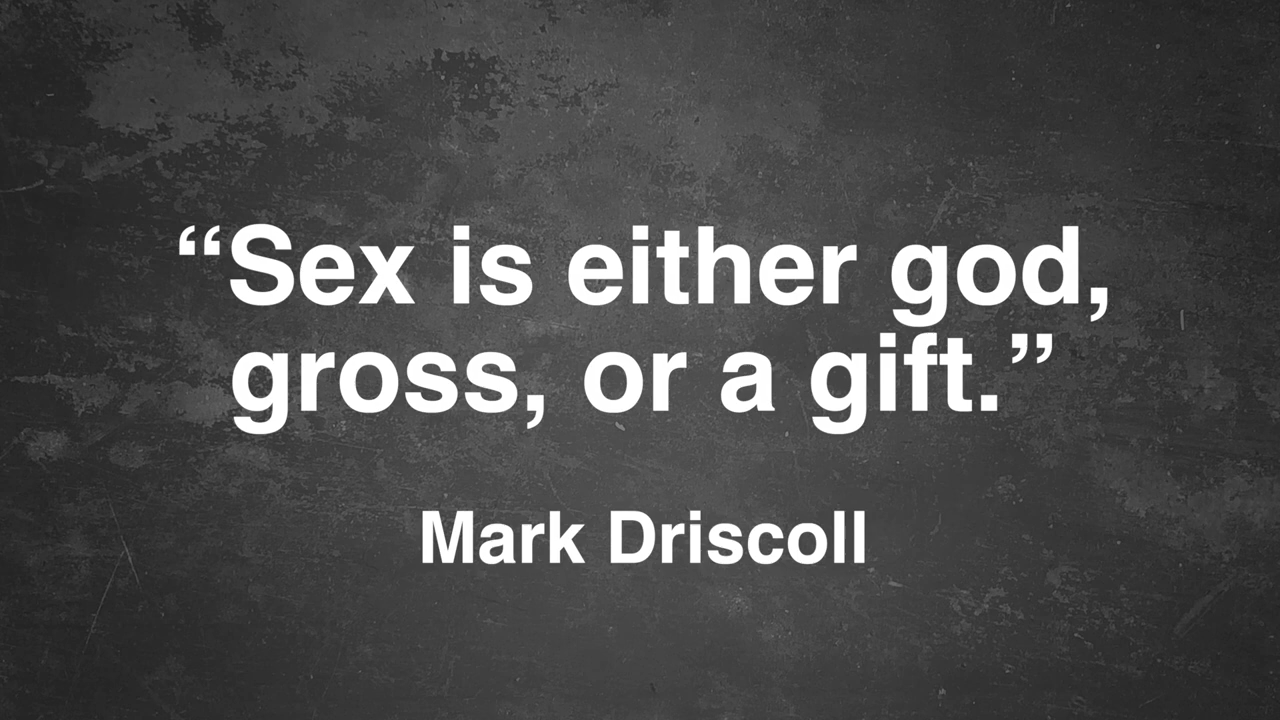 “Sex is either god,
gross, or a gift.”
Mark Driscoll